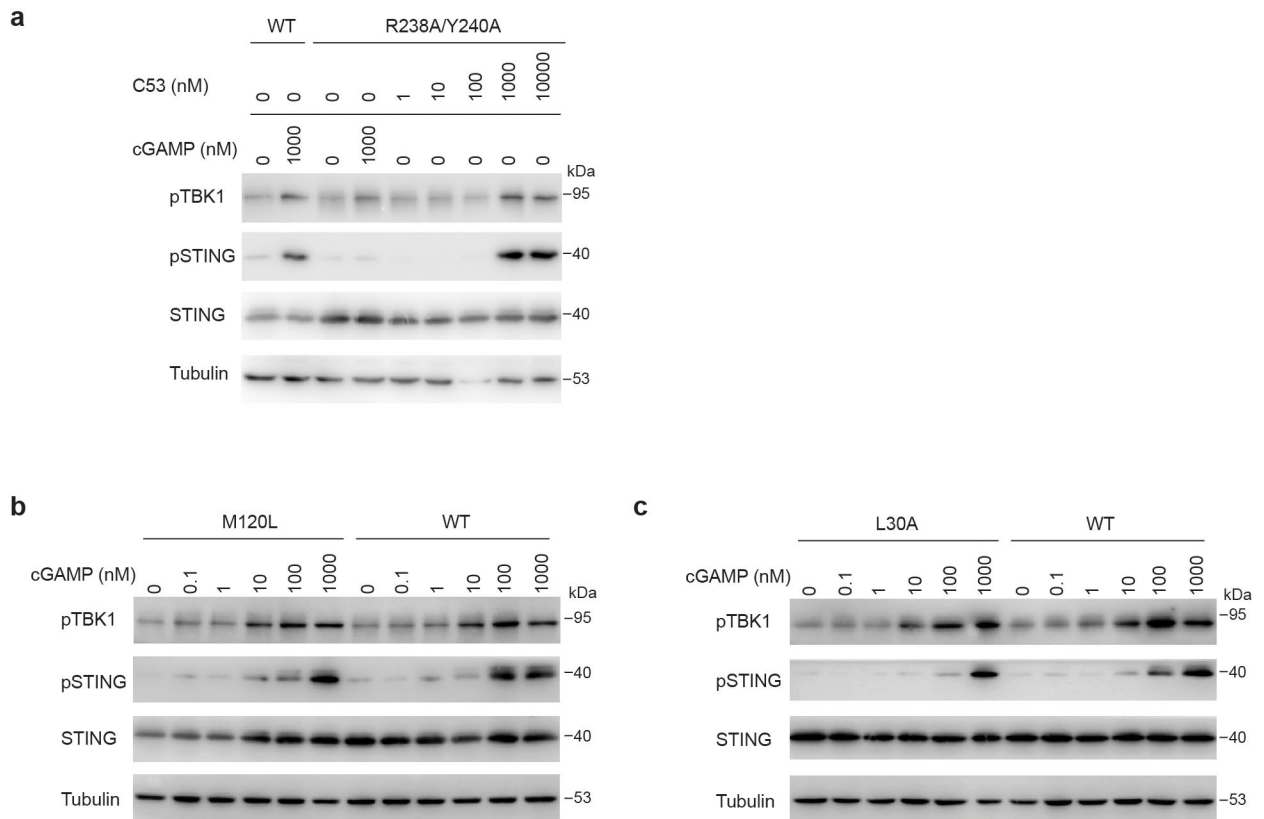 a
WT R238A/Y240A
C53 (nM) 0 0 0 0 1 10 100 1000 10000
cGAMP (nM) 0 1000 0 1000 0 0 0 0 0
kDa
pTBK1 –95
pSTING –40
STING –40
Tubulin –53
b
M120L WT
cGAMP (nM) 0 0.1 1 10 100 1000 0 0.1 1 10 100 1000
kDa
pTBK1 –95
pSTING –40
STING –40
Tubulin –53
c
L30A WT
cGAMP (nM) 0 0.1 1 10 100 1000 0 0.1 1 10 100 1000
kDa
pTBK1 –95
pSTING –40
STING –40
Tubulin –53